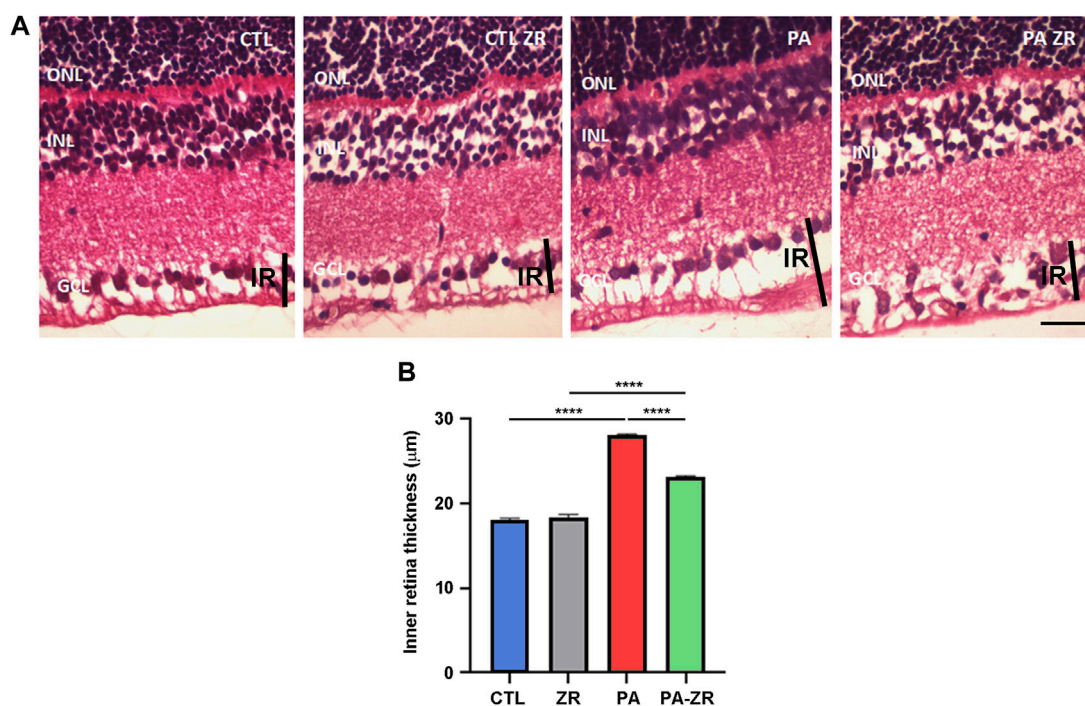 A
CTL
ONL
INL
GCL
IR
CTL ZR
ONL
INL
GCL
IR
PA
ONL
INL
GCL
IR
PA ZR
ONL
INL
GCL
IR
B
****
**** ****
Inner retina thickness (μm)
30
20
10
0
CTL ZR PA PA-ZR